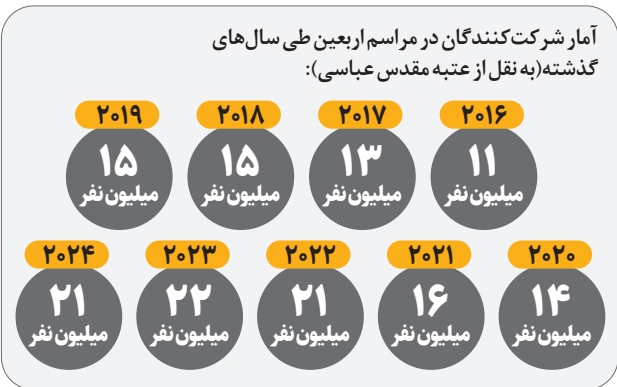 آمار شرکت‌کنندگان در مراسم اربعین طی سال‌های
گذشته(به نقل از عتبه مقدس عباسی):
۲۰۱۶
۱۱
میلیون نفر
۲۰۱۷
۱۳
میلیون نفر
۲۰۱۸
۱۵
میلیون نفر
۲۰۱۹
۱۵
میلیون نفر
۲۰۲۰
۱۴
میلیون نفر
۲۰۲۱
۱۶
میلیون نفر
۲۰۲۲
۲۱
میلیون نفر
۲۰۲۳
۲۲
میلیون نفر
۲۰۲۴
۲۱
میلیون نفر